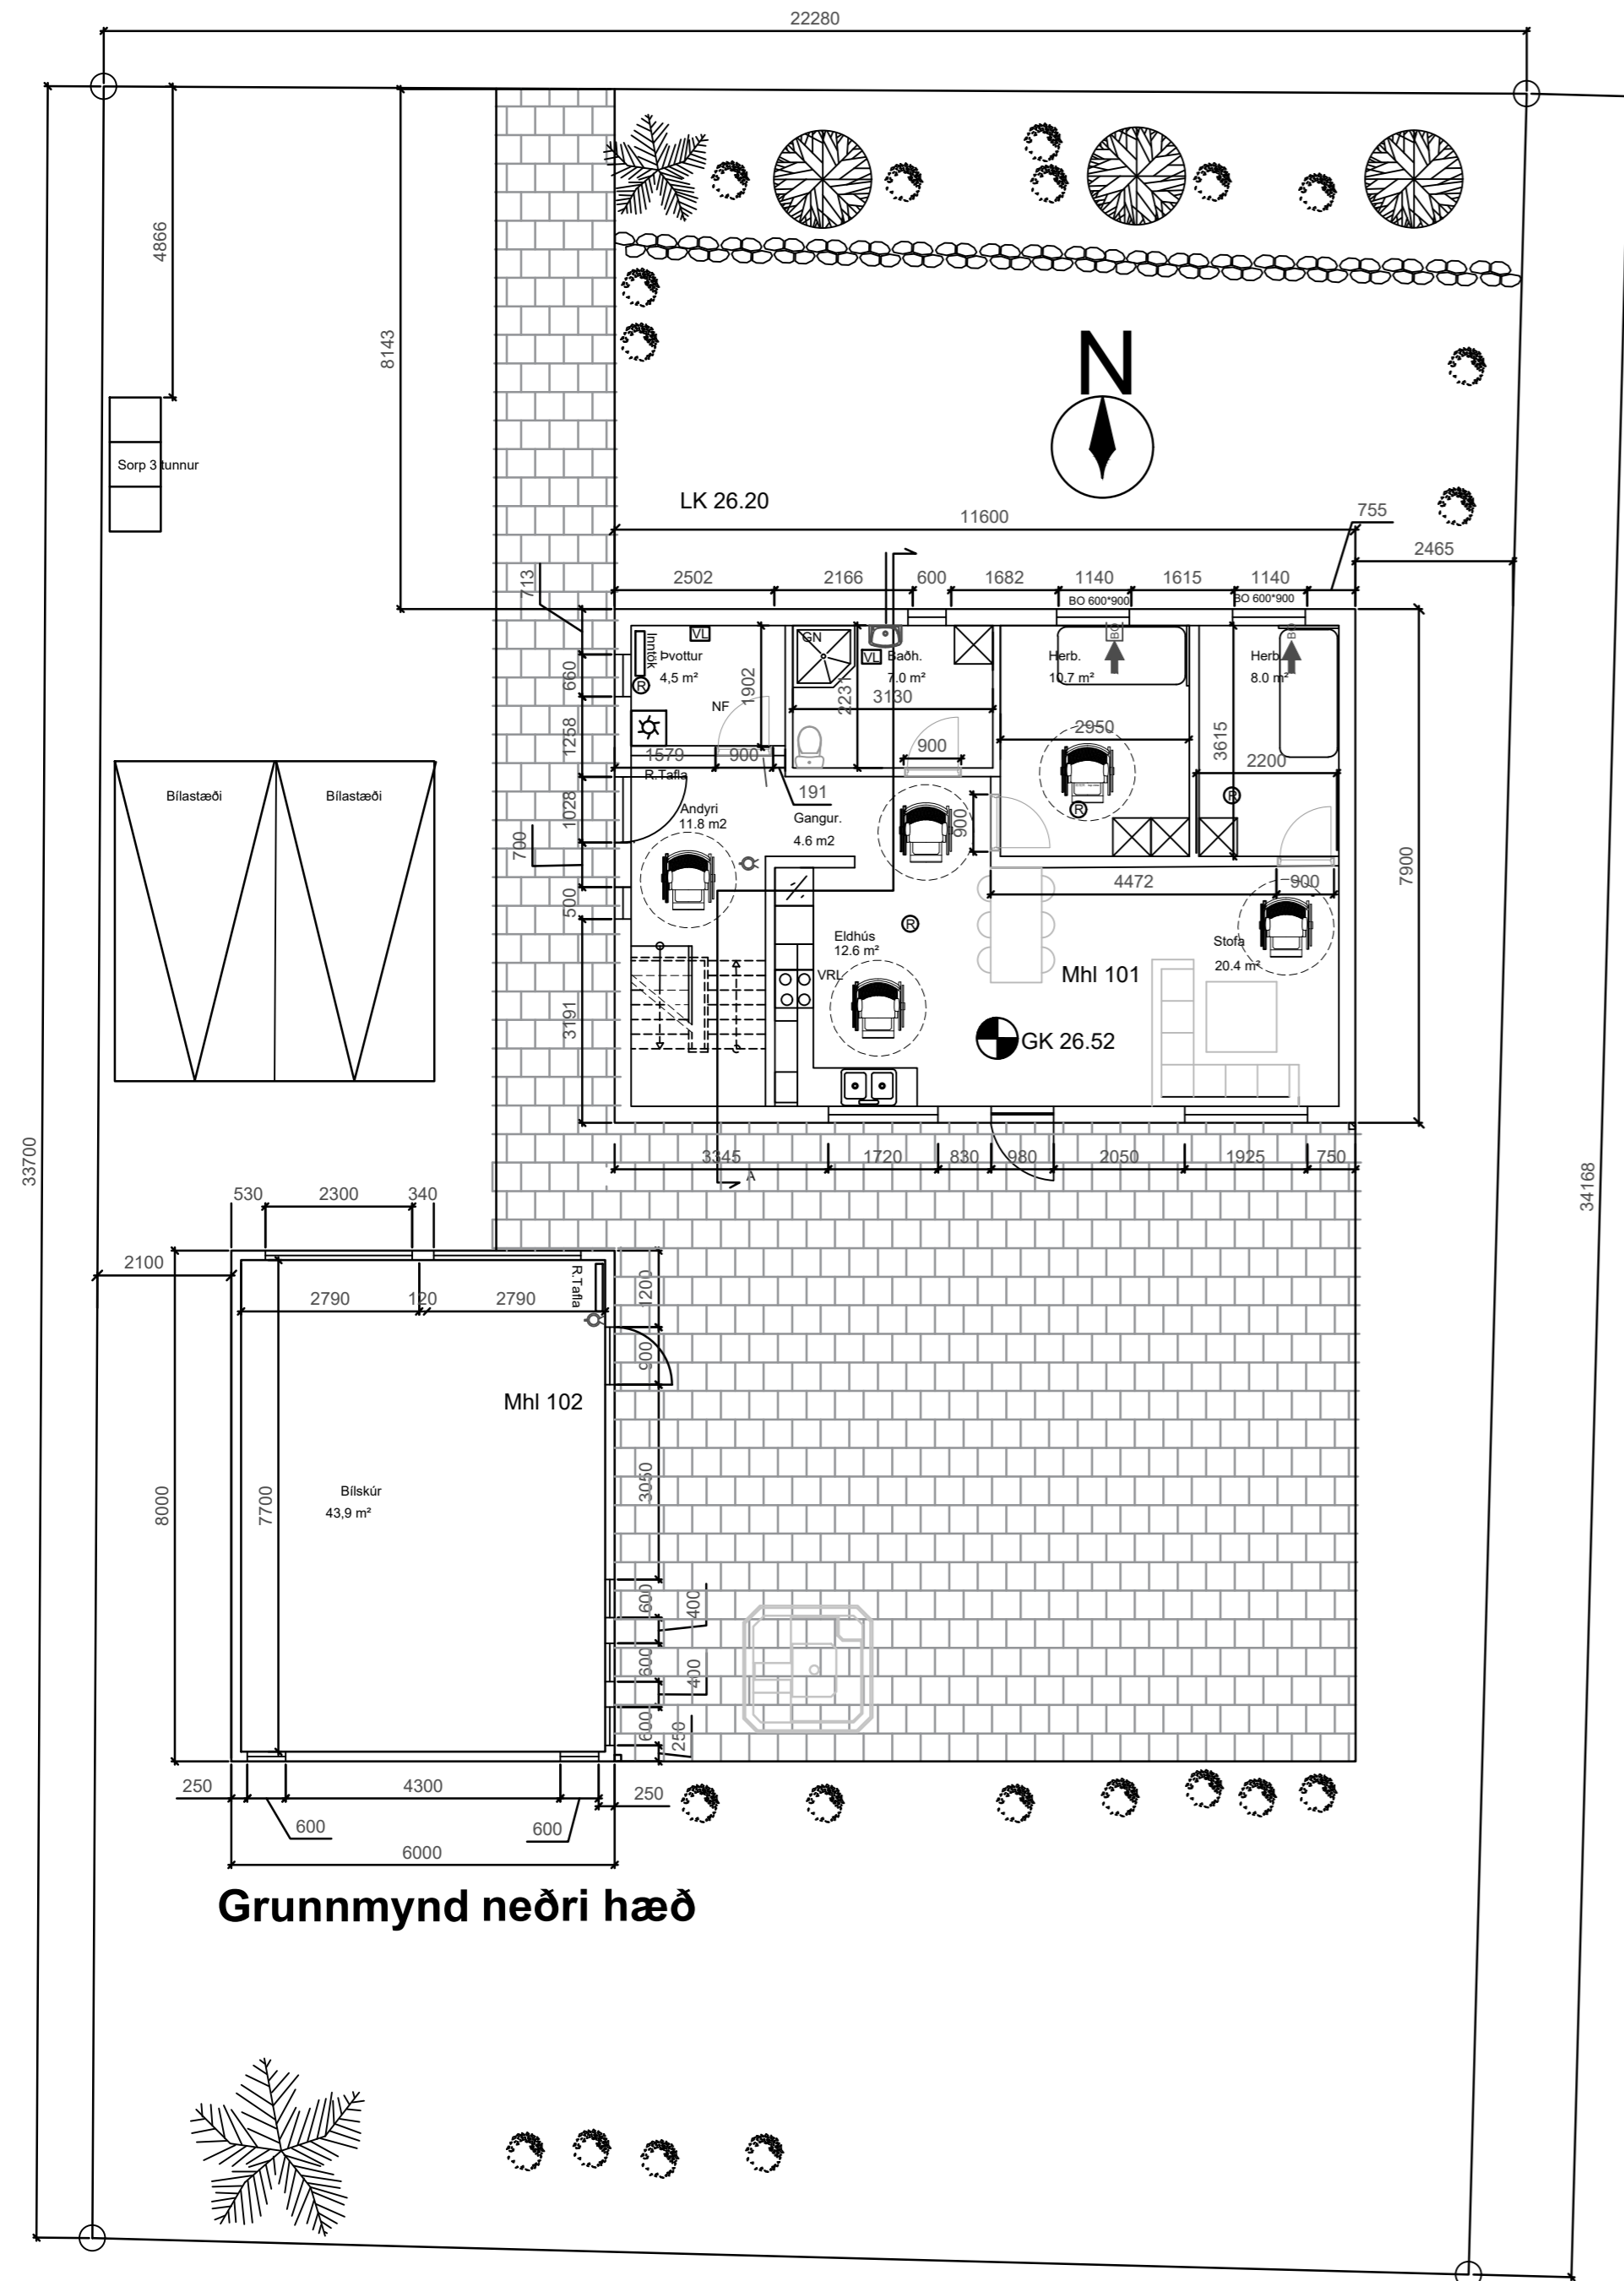 22280
4866
8143
Sorp 3 tunnur
N
LK 26.20
11600
755
2465
713
2502
2166
600
1682
1140
1615
1140
BO 600*900
BO 600*900
Inntök
VL
Þvottur
4,5 m²
R
NF
1902
GN
VL
Baðh.
7.0 m²
2231
3130
Herb.
10.7 m²
BO
Herb.
8.0 m²
BO
660
1258
1579
900
900
2950
3615
2200
R.Tafla
191
R
R
Bílastæði
Bílastæði
1028
700
Andyri
11.8 m2
Gangur.
4.6 m2
900
7900
500
4472
900
R
Eldhús
12.6 m²
VRL
Stofa
20.4 m²
Mhl 101
3191
GK 26.52
33700
34168
3345
1720
830
980
2050
1925
750
A
530
2300
340
2100
R.Tafla
1200
2790
120
2790
900
Mhl 102
8000
7700
3050
Bílskúr
43,9 m²
600
400
600
400
600
250
250
4300
250
600
600
6000
Grunnmynd neðri hæð